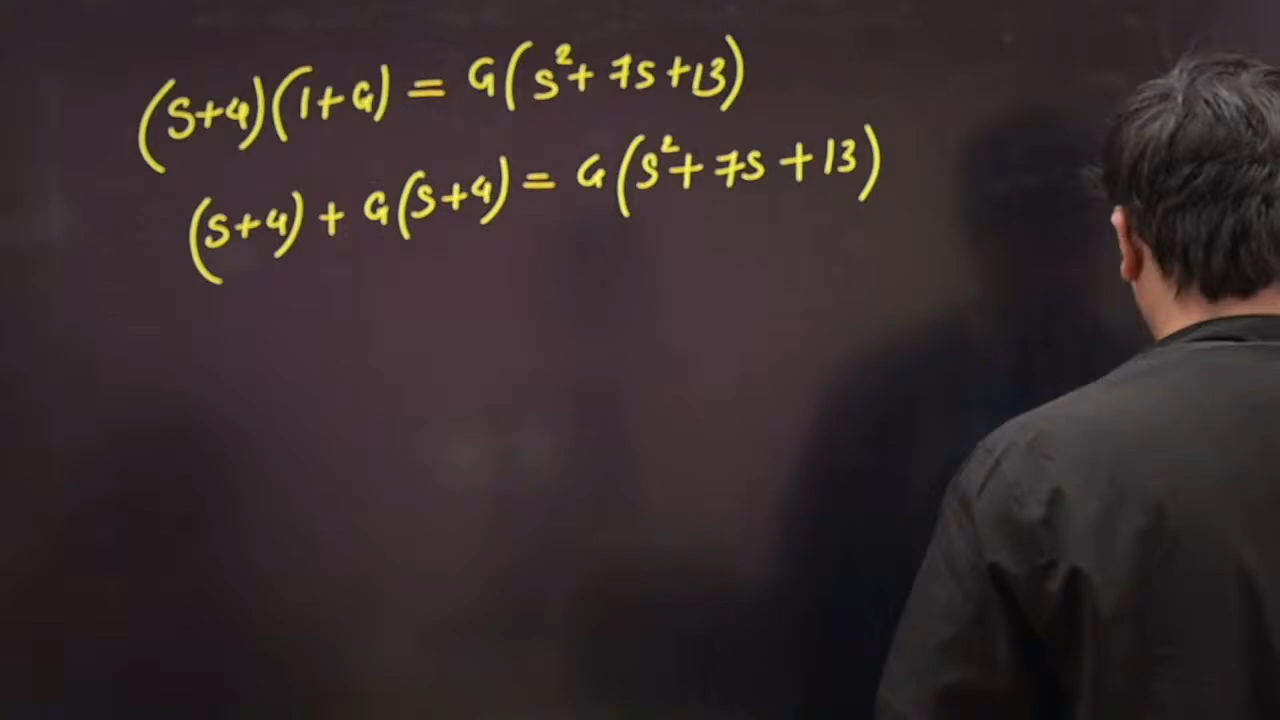 (S+4)(1+G) = G(S²+7S+13)
(S+4) + G(S+4) = G(S²+7S+13)